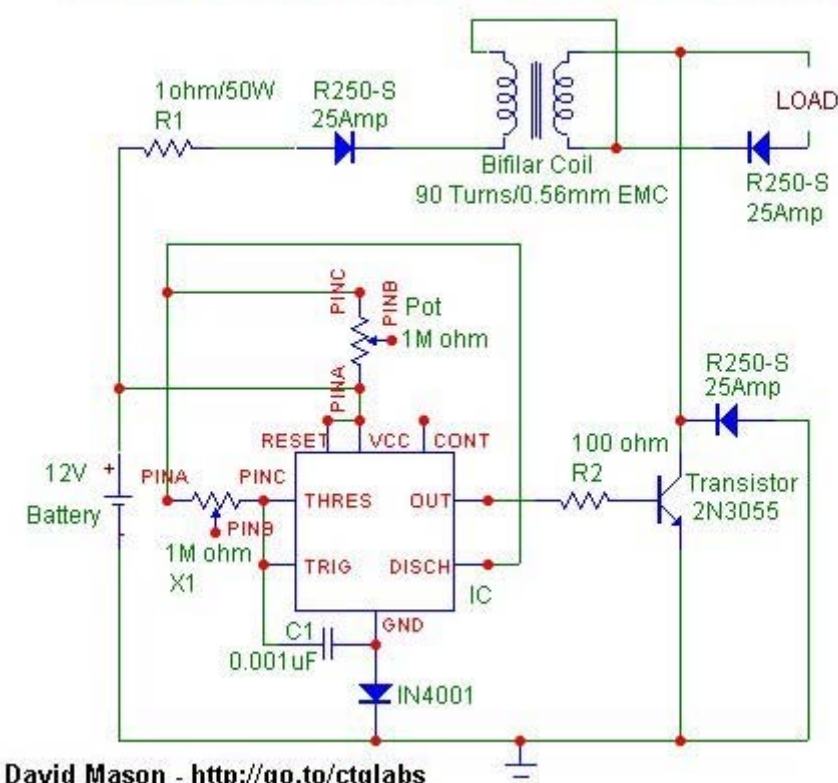 1ohm/50W
R1
R250-S
25Amp
Bifilar Coil
90 Turns/0.56mm EMC
LOAD
R250-S
25Amp
PINC
PINB
Pot
1M ohm
PINA
R250-S
25Amp
RESET
VCC
CONT
100 ohm
R2
12V
+
Battery
-
PINA
PINC
PINB
1M ohm
X1
THRES
OUT
TRIG
DISCH
IC
GND
Transistor
2N3055
C1
0.001uF
IN4001
David Mason - http://go.to/ctglabs